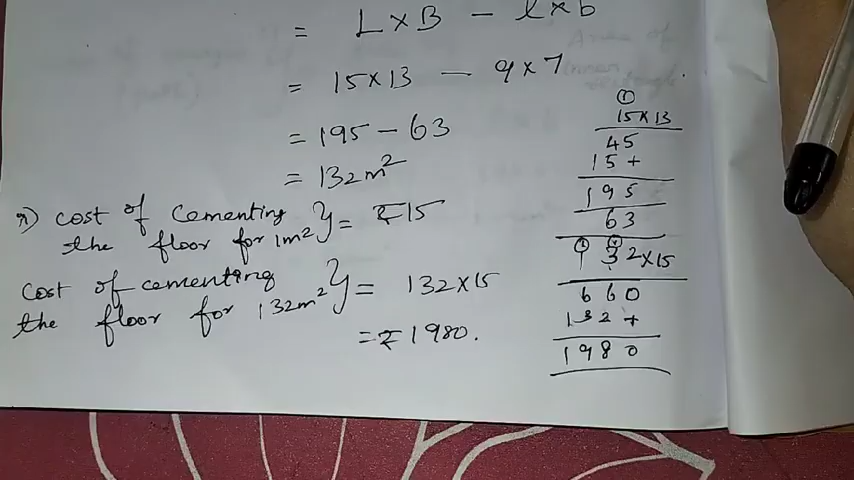 = L × B − l × b
= 15 × 13 − 9 × 7
= 195 − 63
= 132m²
ii) Cost of Cementing
the floor for 1m² } = ₹15
Cost of cementing
the floor for 132m² } = 132 × 15
= ₹ 1980.
1
15 × 13
45
15 +
195
63
132 × 15
660
132 +
1980